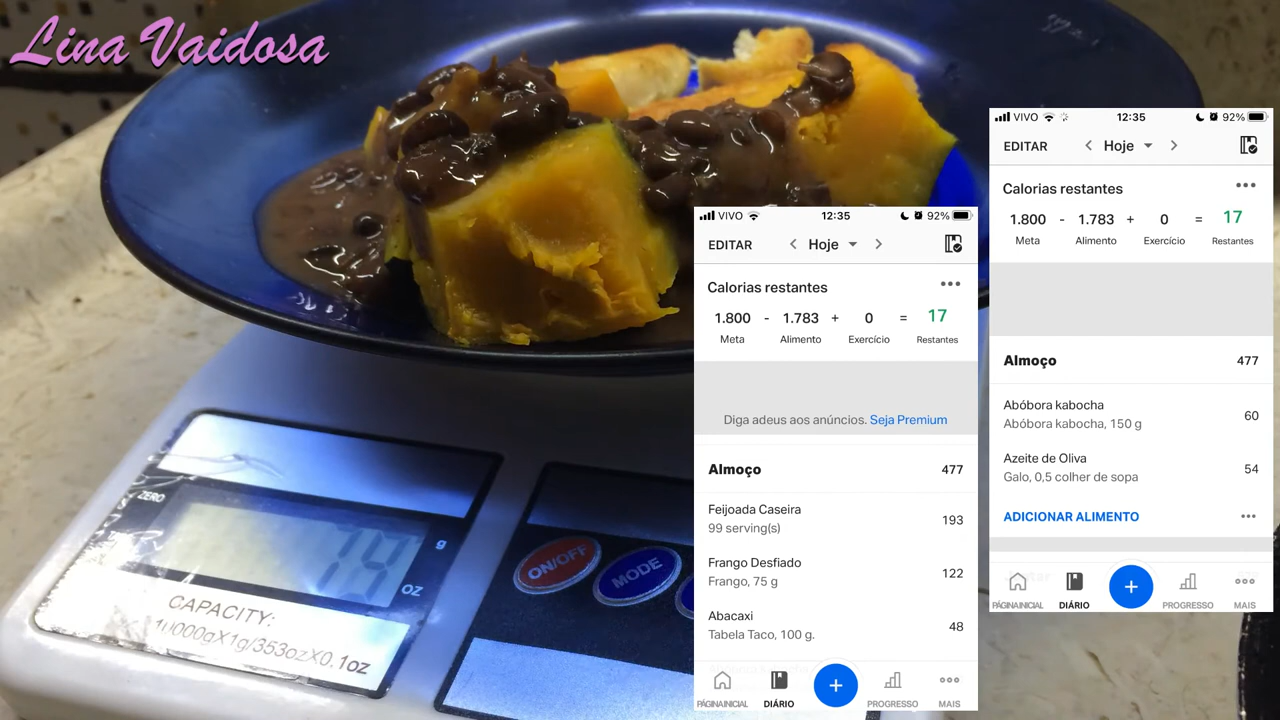 Lina Vaidosa
ZERO
79
g
OZ
CAPACITY:
gX1g/353ozX0.1oz
ON/OFF
MODE
VIVO 12:35 92%
EDITAR Hoje
Calorias restantes
1.800 - 1.783 + 0 = 17
Meta Alimento Exercício Restantes
Diga adeus aos anúncios. Seja Premium
Almoço 477
Feijoada Caseira
99 serving(s) 193
Frango Desfiado
Frango, 75 g 122
Abacaxi
Tabela Taco, 100 g. 48
PÁGINA INICIAL DIÁRIO + PROGRESSO MAIS
VIVO 12:35 92%
EDITAR Hoje
Calorias restantes
1.800 - 1.783 + 0 = 17
Meta Alimento Exercício Restantes
Almoço 477
Abóbora kabocha
Abóbora kabocha, 150 g 60
Azeite de Oliva
Galo, 0,5 colher de sopa 54
ADICIONAR ALIMENTO
PÁGINA INICIAL DIÁRIO + PROGRESSO MAIS